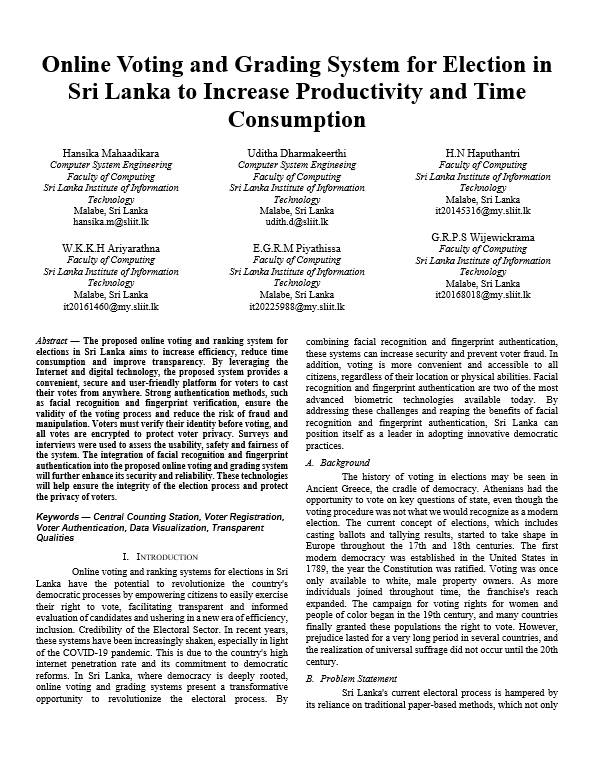 Online Voting and Grading System for Election in
Sri Lanka to Increase Productivity and Time
Consumption
Hansika Mahaadikara
Computer System Engineering
Faculty of Computing
Sri Lanka Institute of Information
Technology
Malabe, Sri Lanka
hansika.m@sliit.lk
Uditha Dharmakeerthi
Computer System Engineeing
Faculty of Computing
Sri Lanka Institute of Information
Technology
Malabe, Sri Lanka
udith.d@sliit.lk
H.N Haputhantri
Faculty of Computing
Sri Lanka Institute of Information
Technology
Malabe, Sri Lanka
it20145316@my.sliit.lk
W.K.K.H Ariyarathna
Faculty of Computing
Sri Lanka Institute of Information
Technology
Malabe, Sri Lanka
it20161460@my.sliit.lk
E.G.R.M Piyathissa
Faculty of Computing
Sri Lanka Institute of Information
Technology
Malabe, Sri Lanka
it20225988@my.sliit.lk
G.R.P.S Wijewickrama
Faculty of Computing
Sri Lanka Institute of Information
Technology
Malabe, Sri Lanka
it20168018@my.sliit.lk
Abstract — The proposed online voting and ranking system for
elections in Sri Lanka aims to increase efficiency, reduce time
consumption and improve transparency. By leveraging the
Internet and digital technology, the proposed system provides a
convenient, secure and user-friendly platform for voters to cast
their votes from anywhere. Strong authentication methods, such
as facial recognition and fingerprint verification, ensure the
validity of the voting process and reduce the risk of fraud and
manipulation. Voters must verify their identity before voting, and
all votes are encrypted to protect voter privacy. Surveys and
interviews were used to assess the usability, safety and fairness of
the system. The integration of facial recognition and fingerprint
authentication into the proposed online voting and grading system
will further enhance its security and reliability. These technologies
will help ensure the integrity of the election process and protect
the privacy of voters.
Keywords — Central Counting Station, Voter Registration,
Voter Authentication, Data Visualization, Transparent
Qualities
I. INTRODUCTION
Online voting and ranking systems for elections in Sri
Lanka have the potential to revolutionize the country's
democratic processes by empowering citizens to easily exercise
their right to vote, facilitating transparent and informed
evaluation of candidates and ushering in a new era of efficiency,
inclusion. Credibility of the Electoral Sector. In recent years,
these systems have been increasingly shaken, especially in light
of the COVID-19 pandemic. This is due to the country's high
internet penetration rate and its commitment to democratic
reforms. In Sri Lanka, where democracy is deeply rooted,
online voting and grading systems present a transformative
opportunity to revolutionize the electoral process. By
combining facial recognition and fingerprint authentication,
these systems can increase security and prevent voter fraud. In
addition, voting is more convenient and accessible to all
citizens, regardless of their location or physical abilities. Facial
recognition and fingerprint authentication are two of the most
advanced biometric technologies available today. By
addressing these challenges and reaping the benefits of facial
recognition and fingerprint authentication, Sri Lanka can
position itself as a leader in adopting innovative democratic
practices.
A. Background
The history of voting in elections may be seen in
Ancient Greece, the cradle of democracy. Athenians had the
opportunity to vote on key questions of state, even though the
voting procedure was not what we would recognize as a modern
election. The current concept of elections, which includes
casting ballots and tallying results, started to take shape in
Europe throughout the 17th and 18th centuries. The first
modern democracy was established in the United States in
1789, the year the Constitution was ratified. Voting was once
only available to white, male property owners. As more
individuals joined throughout time, the franchise's reach
expanded. The campaign for voting rights for women and
people of color began in the 19th century, and many countries
finally granted these populations the right to vote. However,
prejudice lasted for a very long period in several countries, and
the realization of universal suffrage did not occur until the 20th
century.
B. Problem Statement
Sri Lanka's current electoral process is hampered by
its reliance on traditional paper-based methods, which not only